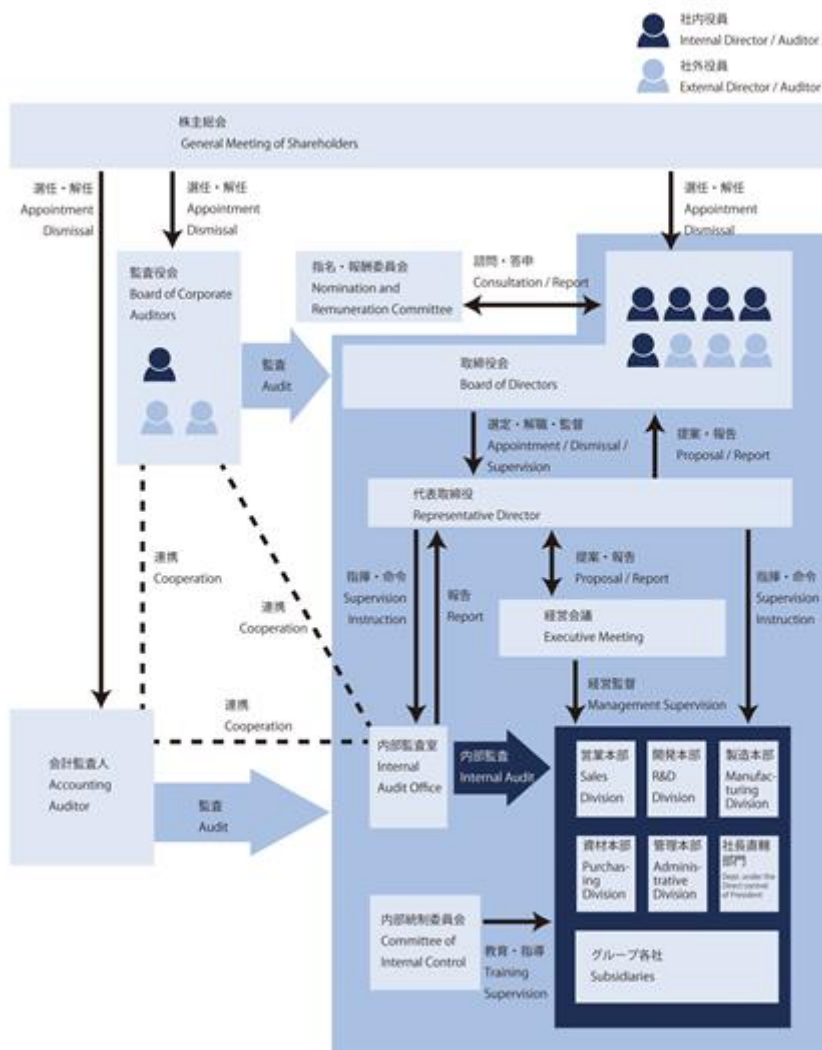 社内役員
Internal Director / Auditor
社外役員
External Director / Auditor
株主総会
General Meeting of Shareholders
選任・解任
Appointment
Dismissal
選任・解任
Appointment
Dismissal
選任・解任
Appointment
Dismissal
監査役会
Board of Corporate
Auditors
指名・報酬委員会
Nomination and
Remuneration Committee
諮問・答申
Consultation / Report
監査
Audit
取締役会
Board of Directors
選定・解職・監督
Appointment / Dismissal /
Supervision
提案・報告
Proposal / Report
代表取締役
Representative Director
連携
Cooperation
連携
Cooperation
指揮・命令
Supervision
Instruction
報告
Report
提案・報告
Proposal / Report
指揮・命令
Supervision
Instruction
経営会議
Executive Meeting
連携
Cooperation
経営監督
Management Supervision
会計監査人
Accounting
Auditor
監査
Audit
内部監査室
Internal
Audit Office
内部監査
Internal Audit
営業本部
Sales
Division
開発本部
R&D
Division
製造本部
Manufac-
turing
Division
資材本部
Purchas-
ing
Division
管理本部
Adminis-
trative
Division
社長直轄
部門
Dept. under the
Direct control
of President
内部統制委員会
Committee of
Internal Control
教育・指導
Training
Supervision
グループ各社
Subsidiaries